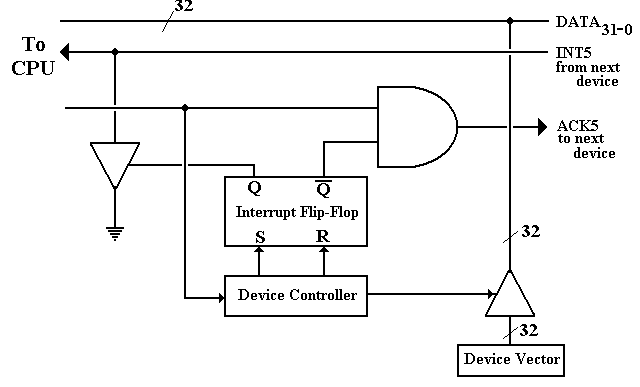 32
DATA31-0
To
CPU
INT5
from next
device
ACK5
to next
device
Q
Q̅
Interrupt Flip-Flop
S
R
32
Device Controller
32
Device Vector